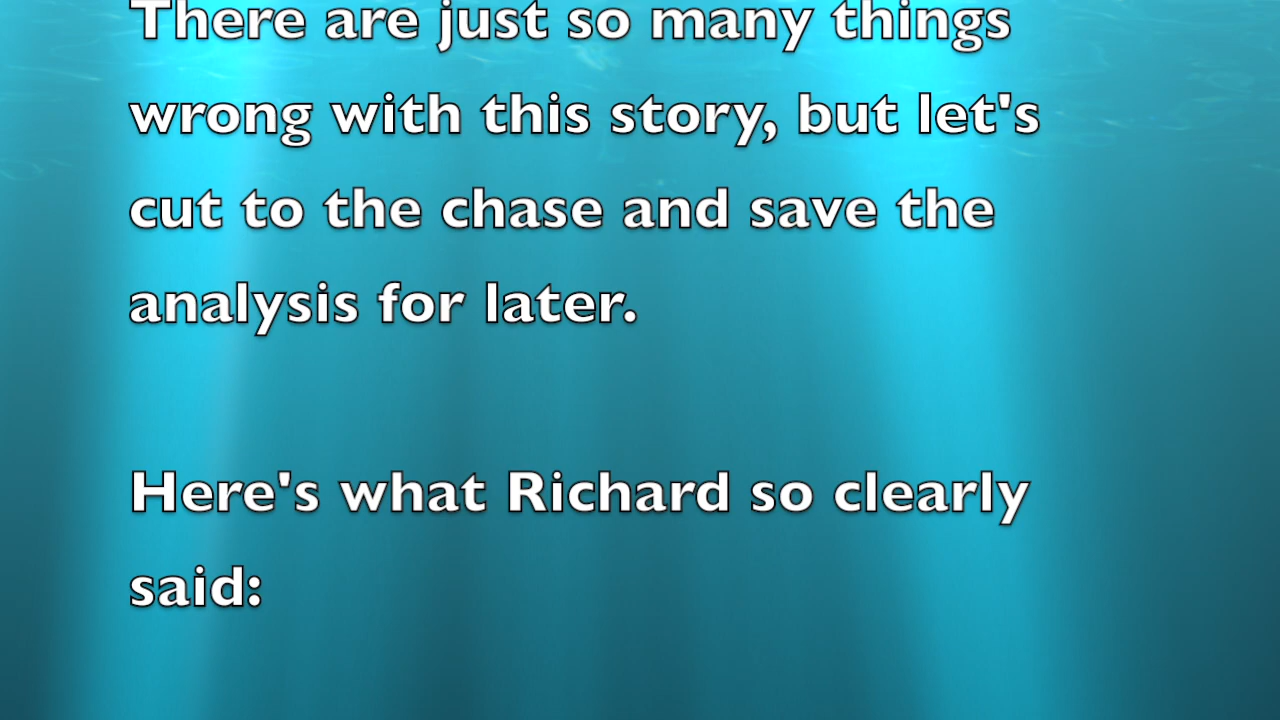 There are just so many things
wrong with this story, but let's
cut to the chase and save the
analysis for later.
Here's what Richard so clearly
said: